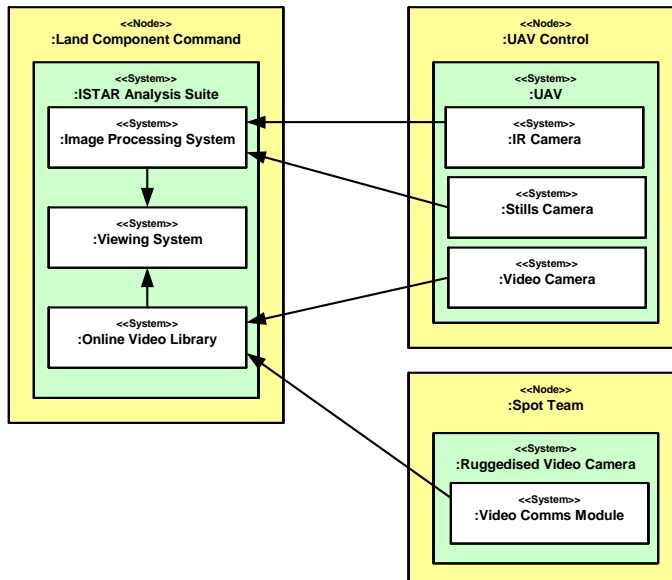 <<Node>>
:Land Component Command
<<System>>
:ISTAR Analysis Suite
<<System>>
:Image Processing System
<<System>>
:Viewing System
<<System>>
:Online Video Library
<<Node>>
:UAV Control
<<System>>
:UAV
<<System>>
:IR Camera
<<System>>
:Stills Camera
<<System>>
:Video Camera
<<Node>>
:Spot Team
<<System>>
:Ruggedised Video Camera
<<System>>
:Video Comms Module